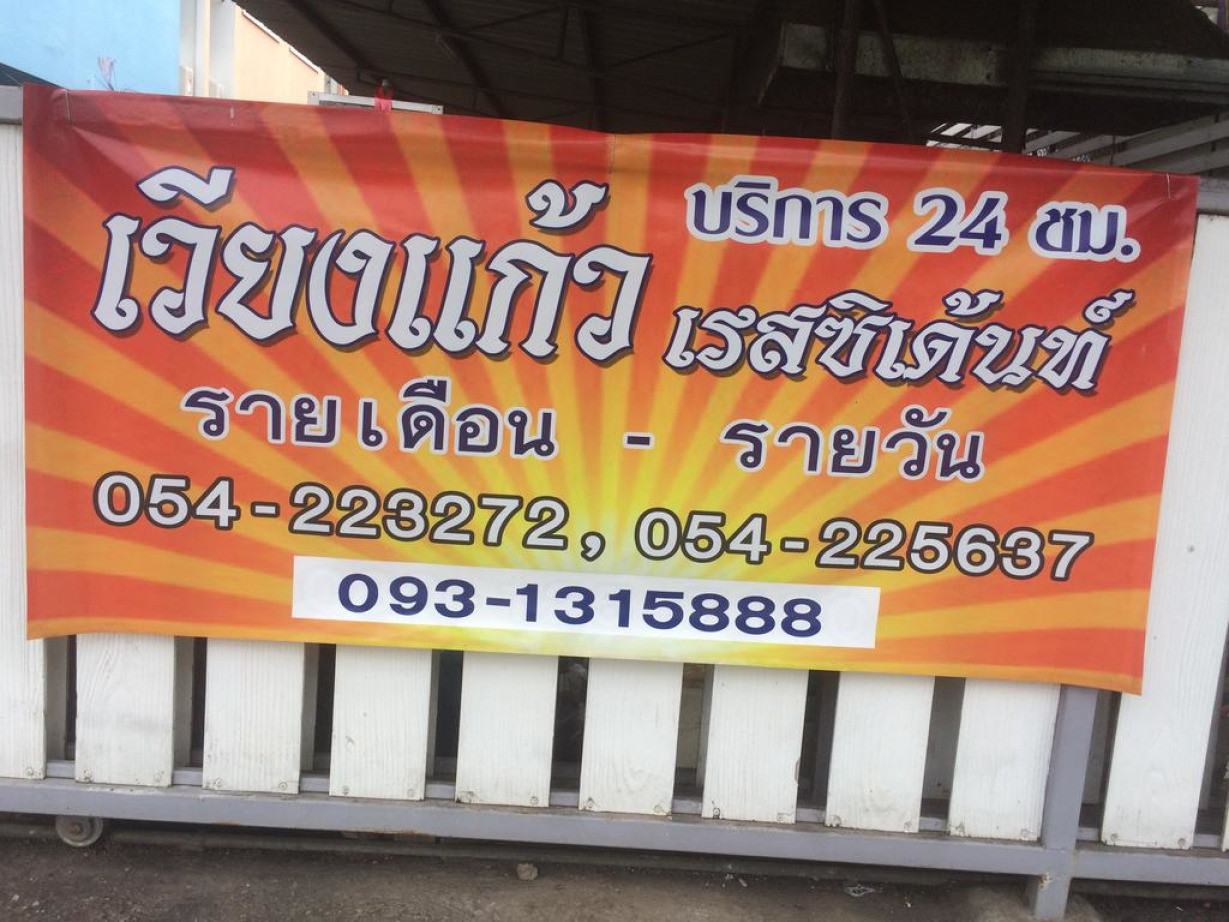 บริการ 24 ชม.
เวียงแก้ว เรสซิเด้นท์
รายเดือน - รายวัน
054-223272, 054-225637
093-1315888